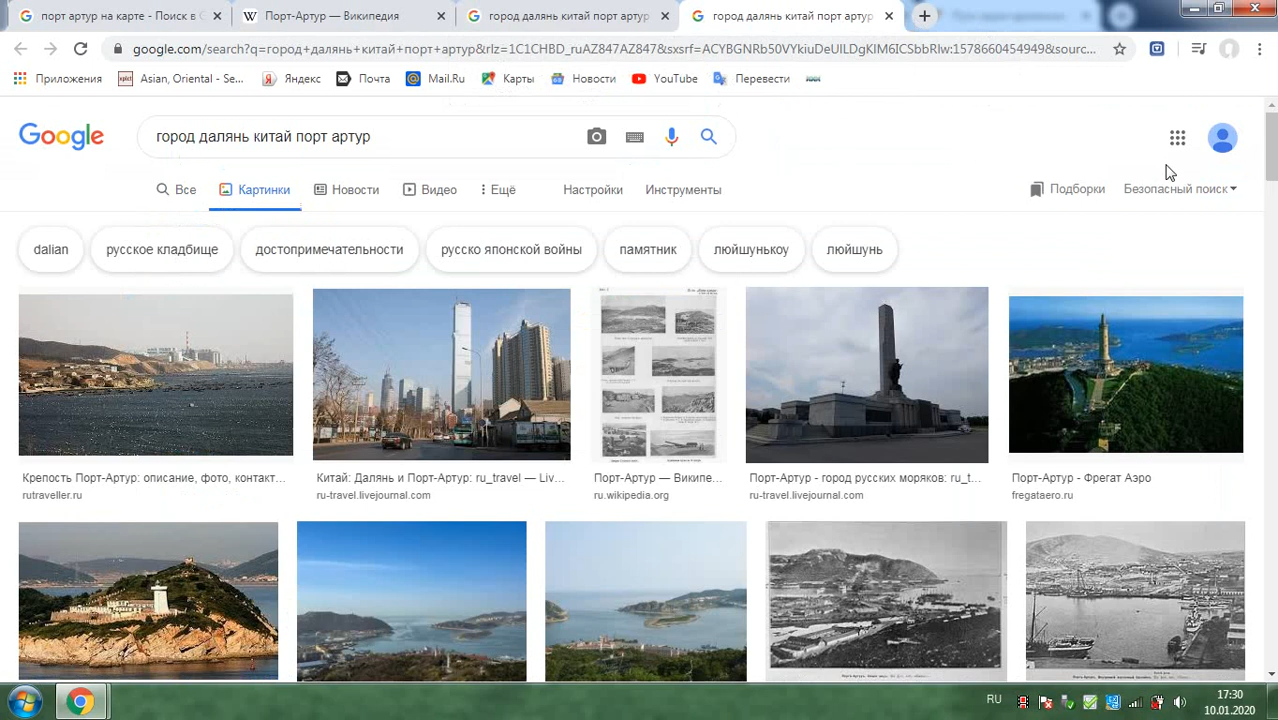 порт артур на карте - Поиск в G
Порт-Артур — Википедия
город далянь китай порт артур
город далянь китай порт артур
google.com/search?q=город+далянь+китай+порт+артур&rlz=1C1CHBD_ruAZ847AZ847&sxsrf=ACYBGNRb50VYkiuDeUILDgKIM6ICSbbRlw:1578660454949&sourc...
Приложения
Asian, Oriental - Se...
Яндекс
Почта
Mail.Ru
Карты
Новости
YouTube
Перевести
Google
город далянь китай порт артур
Все
Картинки
Новости
Видео
Ещё
Настройки
Инструменты
Подборки
Безопасный поиск
dalian
русское кладбище
достопримечательности
русско японской войны
памятник
люйшунькоу
люйшунь
Крепость Порт-Артур: описание, фото, контакт...
rutraveller.ru
Китай: Далянь и Порт-Артур: ru_travel — Liv...
ru-travel.livejournal.com
Порт-Артур — Википе...
ru.wikipedia.org
Порт-Артур - город русских моряков: ru_t...
ru-travel.livejournal.com
Порт-Артур - Фрегат Аэро
fregataero.ru
RU
17:30
10.01.2020